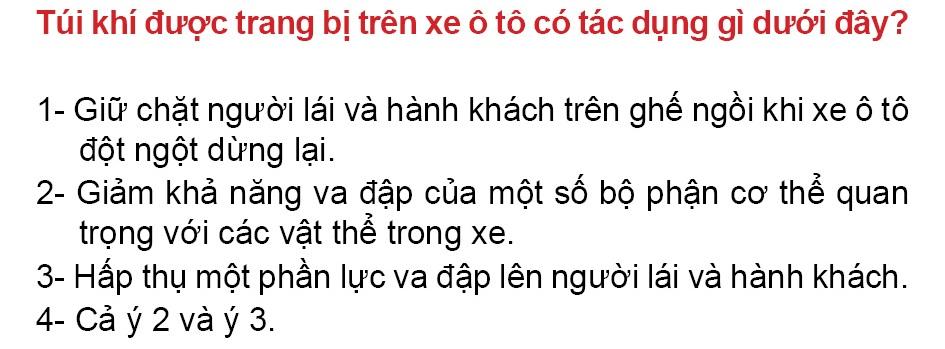 Túi khí được trang bị trên xe ô tô có tác dụng gì dưới đây?
1- Giữ chặt người lái và hành khách trên ghế ngồi khi xe ô tô
đột ngột dừng lại.
2- Giảm khả năng va đập của một số bộ phận cơ thể quan
trọng với các vật thể trong xe.
3- Hấp thụ một phần lực va đập lên người lái và hành khách.
4- Cả ý 2 và ý 3.